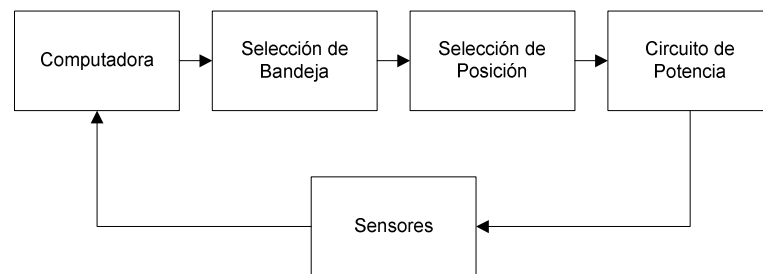 Computadora
Selección de
Bandeja
Selección de
Posición
Circuito de
Potencia
Sensores